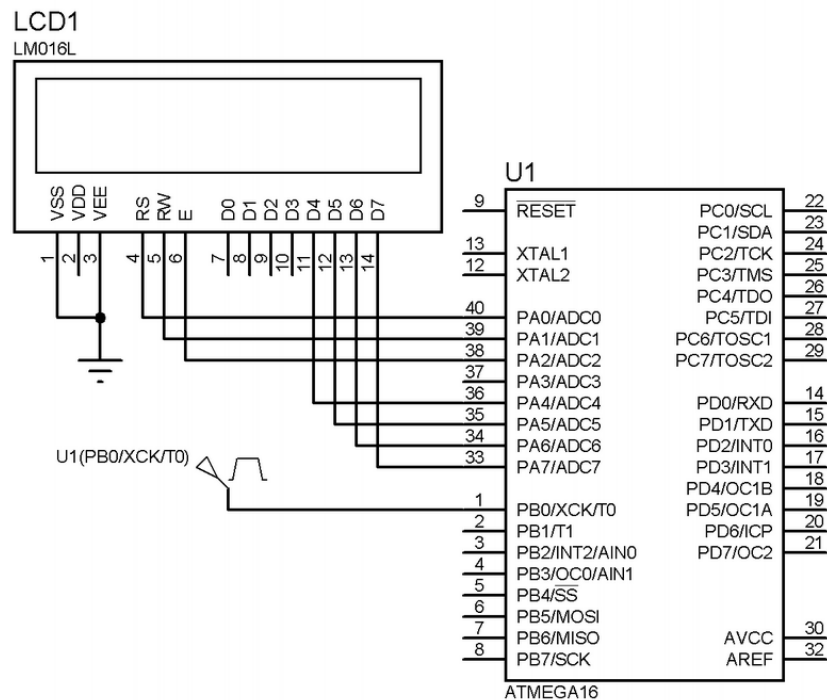 LCD1
LM016L
VSS VDD VEE RS RW E D0 D1 D2 D3 D4 D5 D6 D7
1 2 3 4 5 6 7 8 9 10 11 12 13 14
U1
9 RESET PC0/SCL 22
PC1/SDA 23
13 XTAL1 PC2/TCK 24
12 XTAL2 PC3/TMS 25
PC4/TDO 26
40 PA0/ADC0 PC5/TDI 27
39 PA1/ADC1 PC6/TOSC1 28
38 PA2/ADC2 PC7/TOSC2 29
37 PA3/ADC3
36 PA4/ADC4 PD0/RXD 14
35 PA5/ADC5 PD1/TXD 15
34 PA6/ADC6 PD2/INT0 16
33 PA7/ADC7 PD3/INT1 17
PD4/OC1B 18
U1(PB0/XCK/T0)
1 PB0/XCK/T0 PD5/OC1A 19
2 PB1/T1 PD6/ICP 20
3 PB2/INT2/AIN0 PD7/OC2 21
4 PB3/OC0/AIN1
5 PB4/SS
6 PB5/MOSI
7 PB6/MISO AVCC 30
8 PB7/SCK AREF 32
ATMEGA16